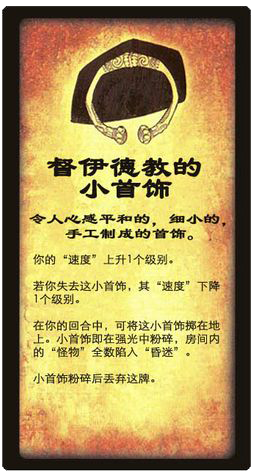 督伊德教的
小首饰
令人心感平和的，细小的，
手工制成的首饰。
你的“速度”上升1个级别。
若你失去这小首饰，其“速度”下降
1个级别。
在你的回合中，可将这小首饰掷在地
上。小首饰即在强光中粉碎，房间内
的“怪物”全数陷入“昏迷”。
小首饰粉碎后丢弃这牌。